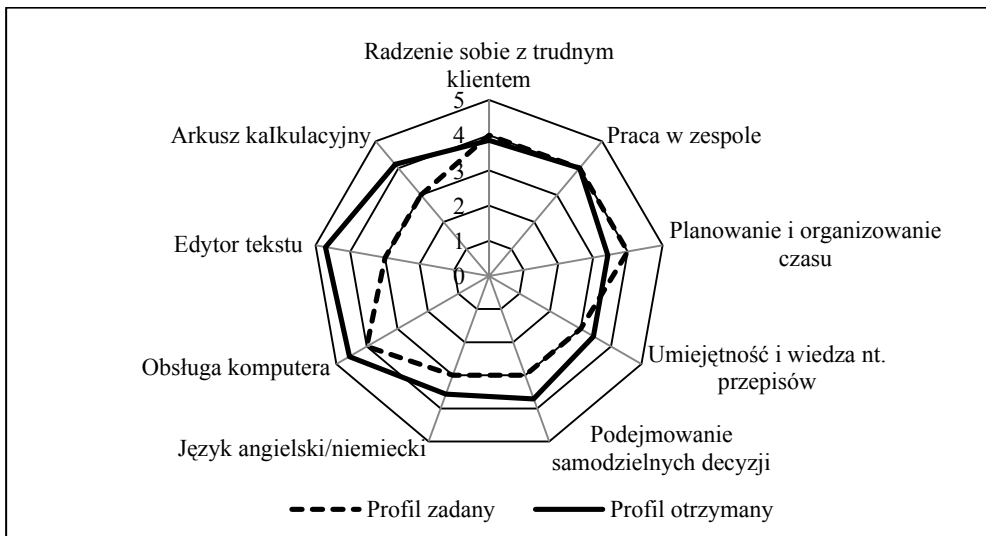 Radzenie sobie z trudnym
klientem
Praca w zespole
Planowanie i organizowanie
czasu
Umiejętność i wiedza nt.
przepisów
Podejmowanie
samodzielnych decyzji
Język angielski/niemiecki
Obsługa komputera
Edytor tekstu
Arkusz kaIkulacyjny
5
4
3
2
1
0
Profil zadany
Profil otrzymany